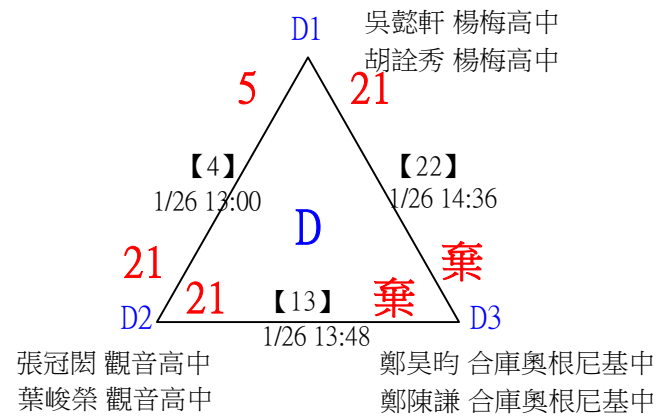 D1
吳懿軒 楊梅高中
胡詮秀 楊梅高中
5
21
【4】
1/26 13:00
【22】
1/26 14:36
D
21
棄
21
【13】
棄
D2
1/26 13:48
D3
張冠閎 觀音高中
葉峻榮 觀音高中
鄭昊昀 合庫奧根尼基中
鄭陳謙 合庫奧根尼基中